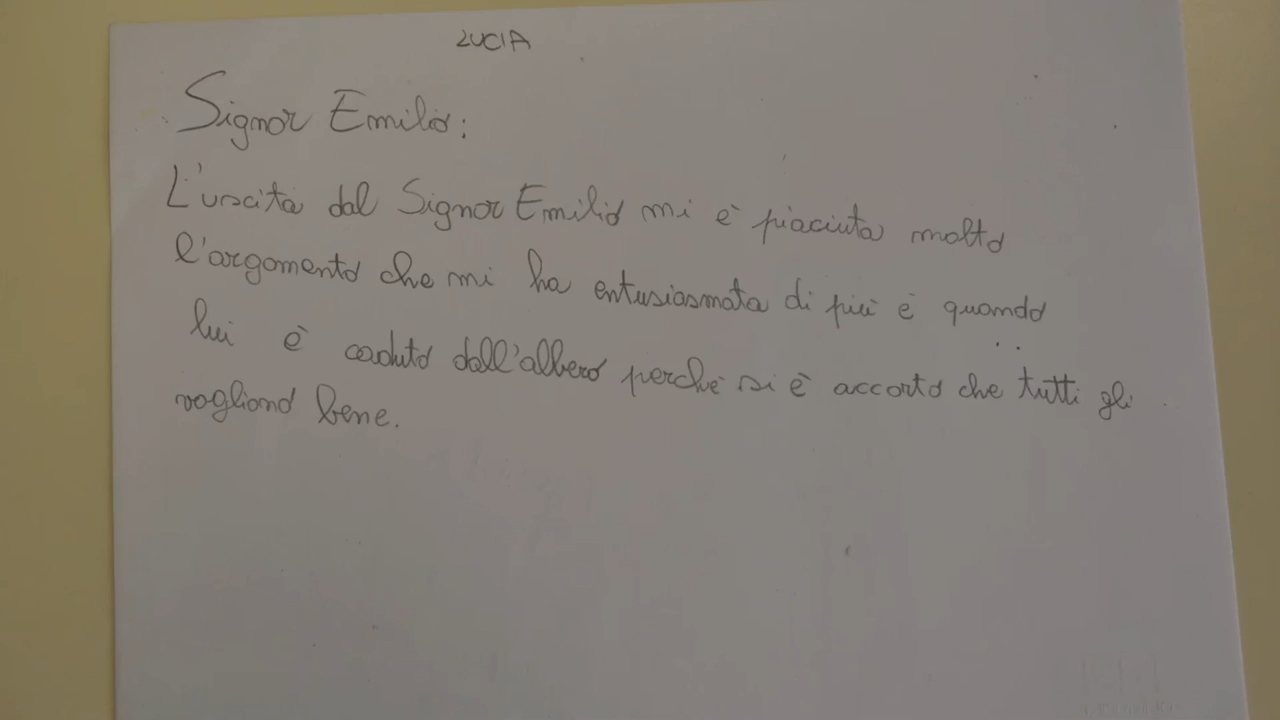 LUCIA
Signor Emilio:
L'uscita dal Signor Emilio mi è piaciuta molto
l'argomento che mi ha entusiasmata di più è quando
lui è caduto dall'albero perchè si è accorto che tutti gli
vogliono bene.